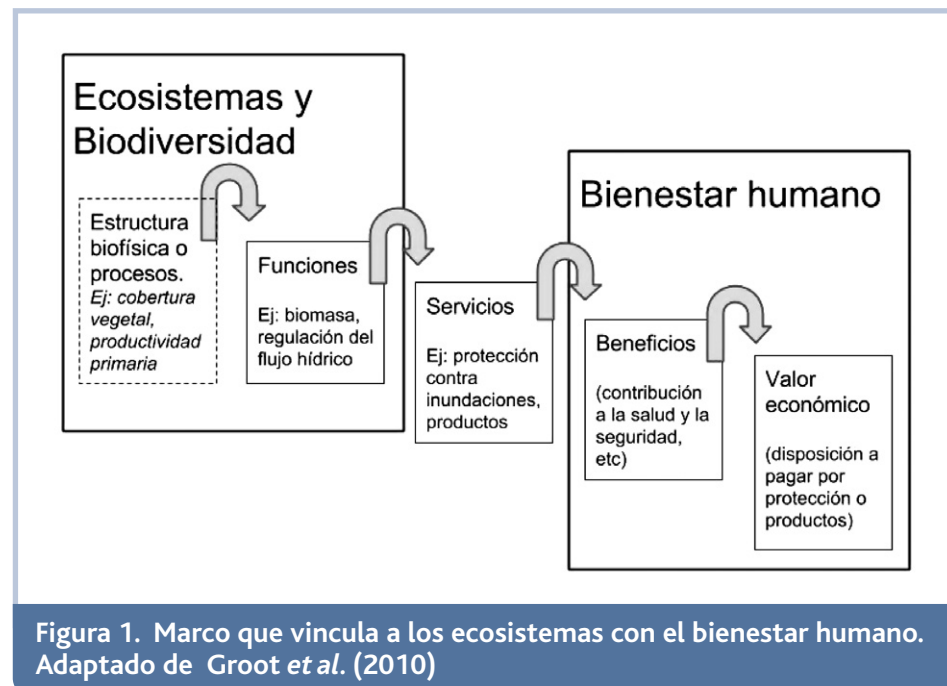 Ecosistemas y
Biodiversidad
Estructura
biofísica o
procesos.
Ej: cobertura
vegetal,
productividad
primaria
Funciones
Ej: biomasa,
regulación del
flujo hídrico
Servicios
Ej: protección
contra
inundaciones,
productos
Bienestar humano
Beneficios
(contribución
a la salud y la
seguridad,
etc)
Valor
económico
(disposición a
pagar por
protección o
productos)
Figura 1. Marco que vincula a los ecosistemas con el bienestar humano.
Adaptado de Groot et al. (2010)